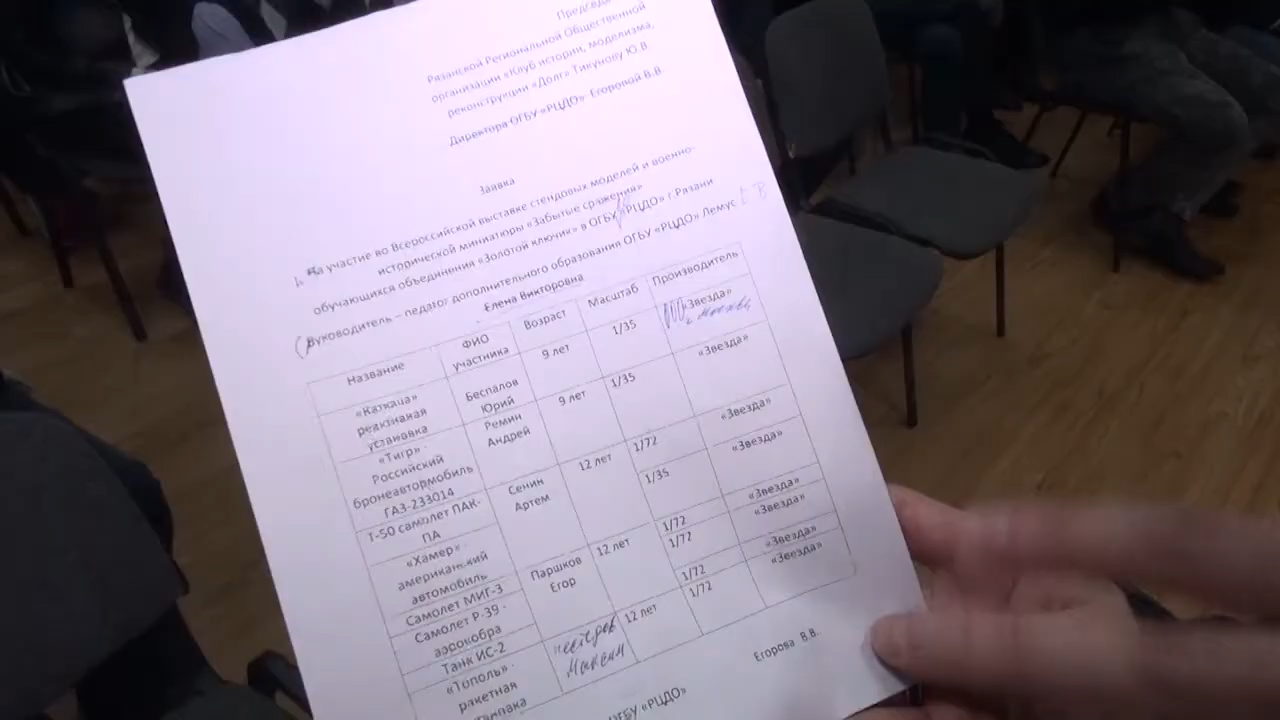 Председа
Рязанской Региональной Общественной
организации «Клуб истории, моделизма,
реконструкции «Долг» Тикунову Ю.В
Директора ОГБУ «РЦДО» Егоровой В.В.
Заявка
На участие во Всероссийской выставке стендовых моделей и военно-
исторической миниатюры «Забытые сражения»
обучающихся объединения «Золотой ключик» в ОГБУ «РЦДО» г.Рязани
(Руководитель – педагог дополнительного образования ОГБУ «РЦДО» Лемус Е В
Елена Викторовна
Название ФИО участника Возраст Масштаб Производитель
«Катюша» реактивная установка Беспалов Юрий 9 лет 1/35 «Звезда» ООО
«Тигр» - Российский бронеавтомобиль ГАЗ-233014 Ремин Андрей 9 лет 1/35 «Звезда»
Т-50 самолет ПАК-ПА Сенин Артем 12 лет 1/72 «Звезда»
«Хамер» - американский автомобиль 1/35 «Звезда»
Самолет МИГ-3 Паршков Егор 12 лет 1/72 «Звезда»
Самолет Р-39 - аэрокобра 1/72 «Звезда»
Танк ИС-2 Нестеров Максим 12 лет 1/72 «Звезда»
«Тополь» - ракетная 1/72 «Звезда»
ОГБУ «РЦДО» Егорова В.В.